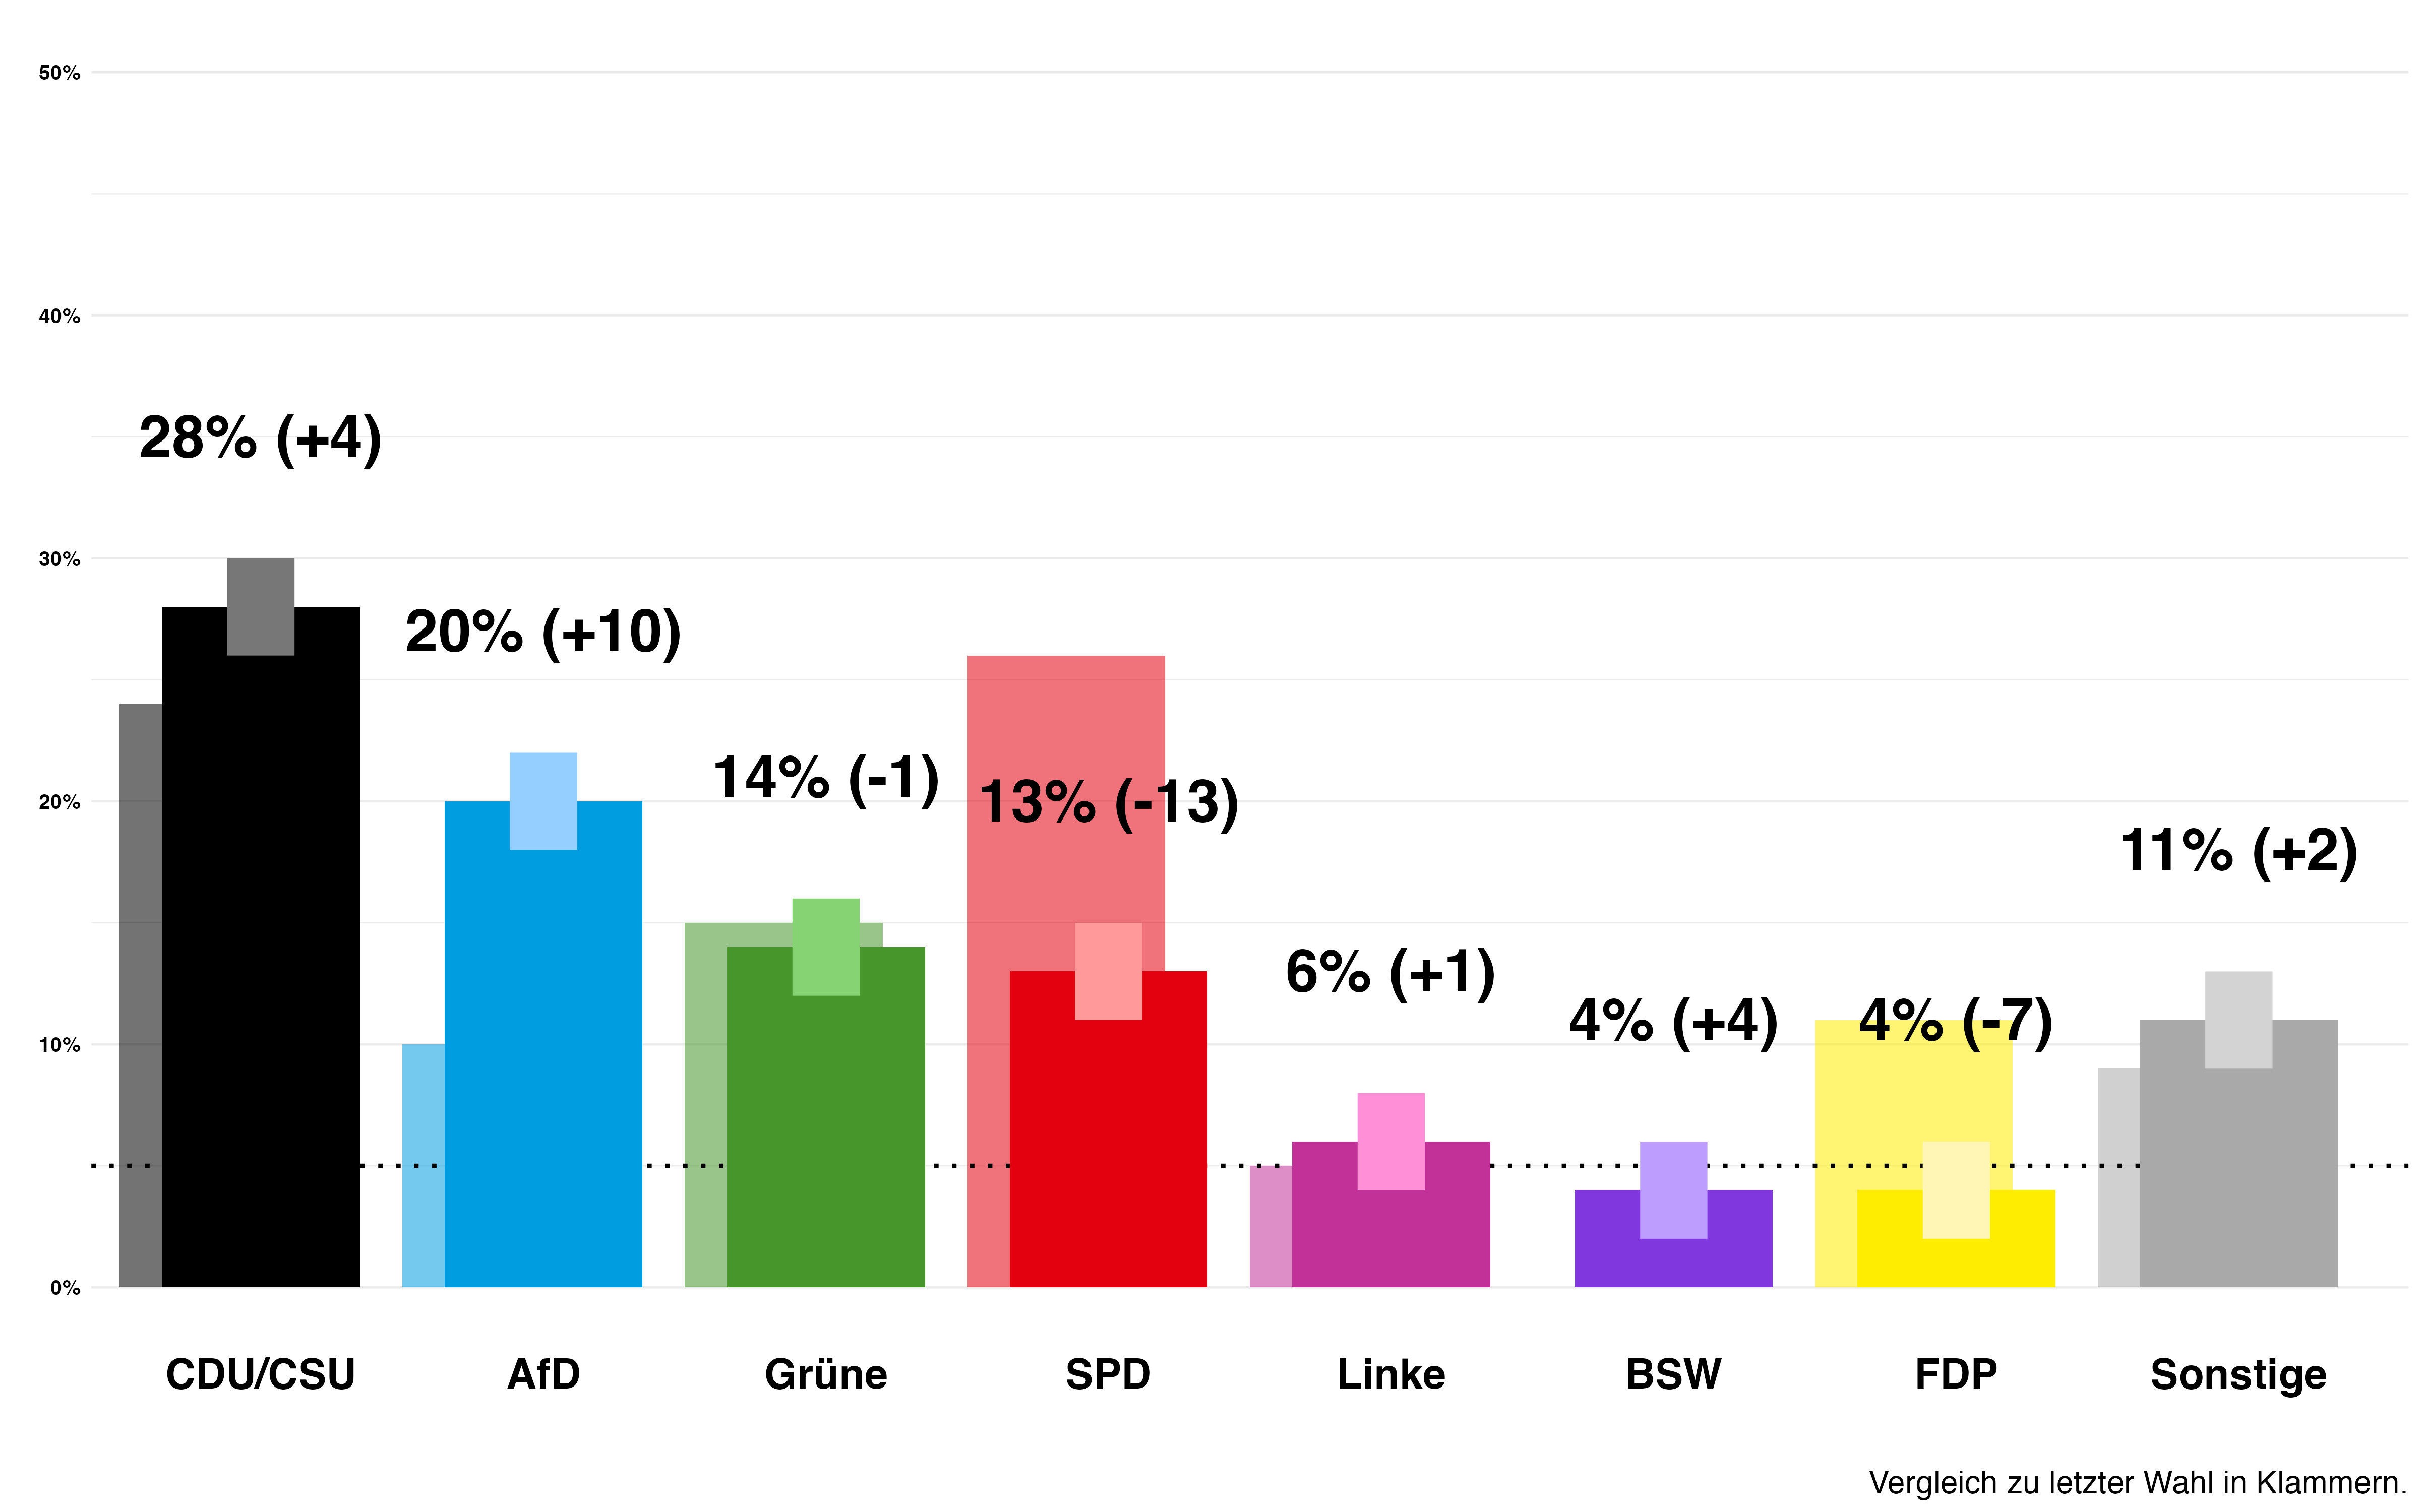 50%
40%
30%
20%
10%
0%
28% (+4)
20% (+10)
14% (-1)
13% (-13)
6% (+1)
4% (+4)
4% (-7)
11% (+2)
CDU/CSU
AfD
Grüne
SPD
Linke
BSW
FDP
Sonstige
Vergleich zu letzter Wahl in Klammern.